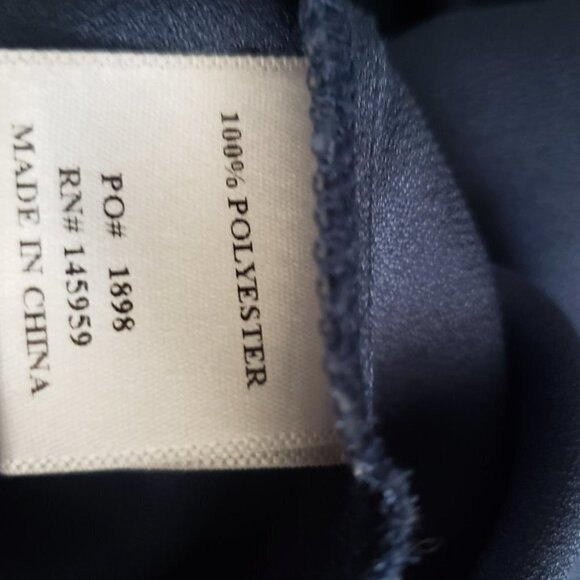 100% POLYESTER
PO# 1898
RN# 145959
MADE IN CHINA